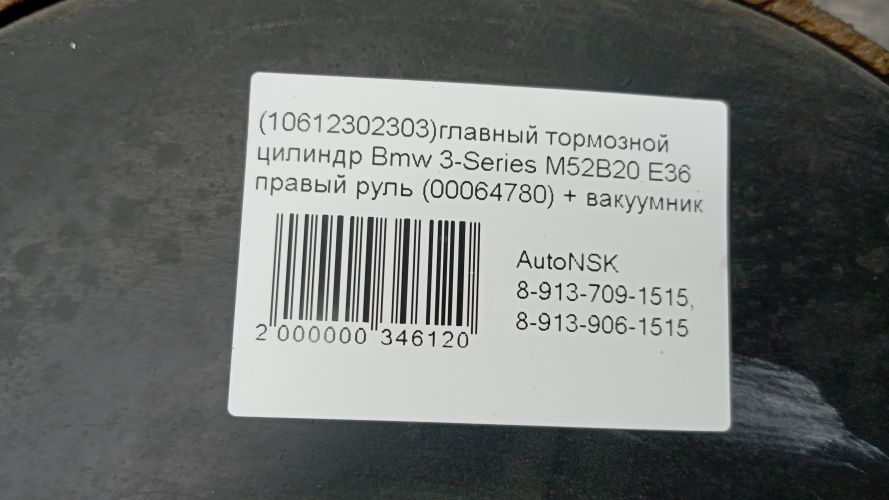 (10612302303)главный тормозной
цилиндр Bmw 3-Series M52B20 E36
правый руль (00064780) + вакуумник
AutoNSK
8-913-709-1515,
8-913-906-1515
2 000000 346120